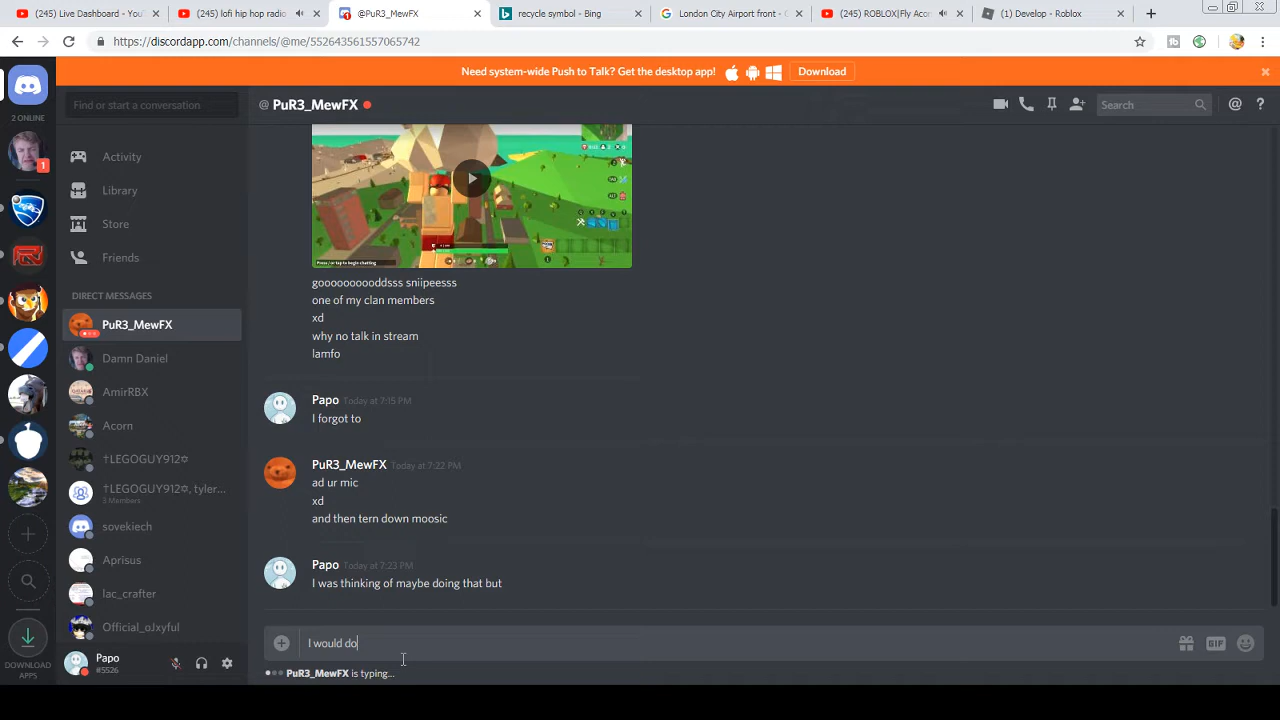 (245) Live Dashboard - You
(245) lofi hip hop radio
@PuR3_MewFX
recycle symbol - Bing
London City Airport front -
(245) ROBLOX|Fly Acc
(1) Develop - Roblox
https://discordapp.com/channels/@me/552643561557065742
Need system-wide Push to Talk? Get the desktop app!
Download
Find or start a conversation
@ PuR3_MewFX
Search
2 ONLINE
Activity
Library
Store
Friends
DIRECT MESSAGES
PuR3_MewFX
Damn Daniel
AmirRBX
Acorn
†LEGOGUY912✡
†LEGOGUY912✡, tyler...
3 Members
sovekiech
Aprisus
lac_crafter
Official_oJxyful
DOWNLOAD
APPS
Papo
#5526
gooooooooddsss sniipeesss
one of my clan members
xd
why no talk in stream
lamfo
Papo Today at 7:15 PM
I forgot to
PuR3_MewFX Today at 7:22 PM
ad ur mic
xd
and then tern down moosic
Papo Today at 7:23 PM
I was thinking of maybe doing that but
I would do
GIF
PuR3_MewFX is typing...